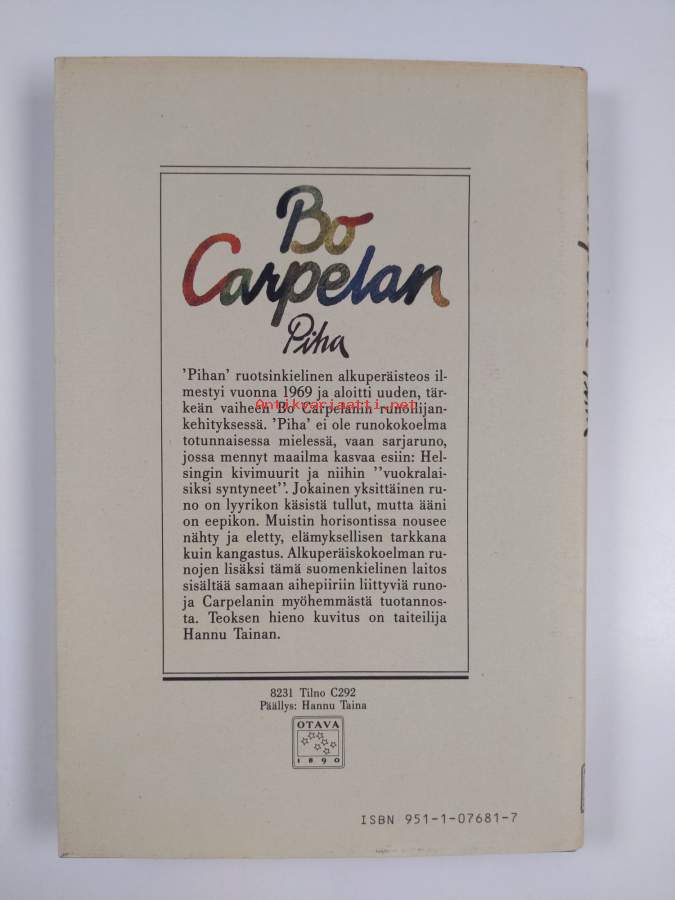 Bo
Carpelan
Piha
'Pihan' ruotsinkielinen alkuperäisteos il-
mestyi vuonna 1969 ja aloitti uuden, tär-
keän vaiheen Bo Carpelanin runoilijan-
Antikvariaatti.net
kehityksessä. 'Piha' ei ole runokokoelma
totunnaisessa mielessä, vaan sarjaruno,
jossa mennyt maailma kasvaa esiin: Hel-
singin kivimuurit ja niihin ''vuokralai-
siksi syntyneet''. Jokainen yksittäinen ru-
no on lyyrikon käsistä tullut, mutta ääni
on eepikon. Muistin horisontissa nousee
nähty ja eletty, elämyksellisen tarkkana
kuin kangastus. Alkuperäiskokoelman ru-
nojen lisäksi tämä suomenkielinen laitos
sisältää samaan aihepiiriin liittyviä runo-
ja Carpelanin myöhemmästä tuotannos-
ta. Teoksen hieno kuvitus on taiteilija
Hannu Tainan.
8231 Tilno C292
Päällys: Hannu Taina
OTAVA
1890
ISBN 951-1-07681-7